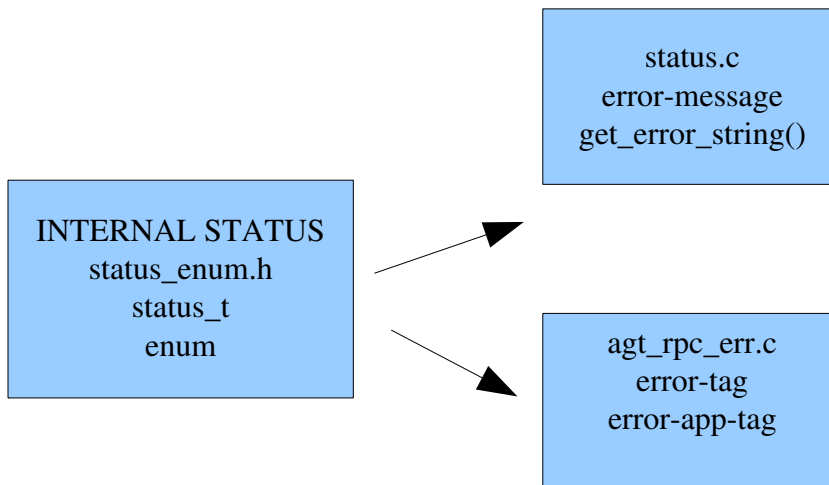 INTERNAL STATUS
status_enum.h
status_t
enum
status.c
error-message
get_error_string()
agt_rpc_err.c
error-tag
error-app-tag